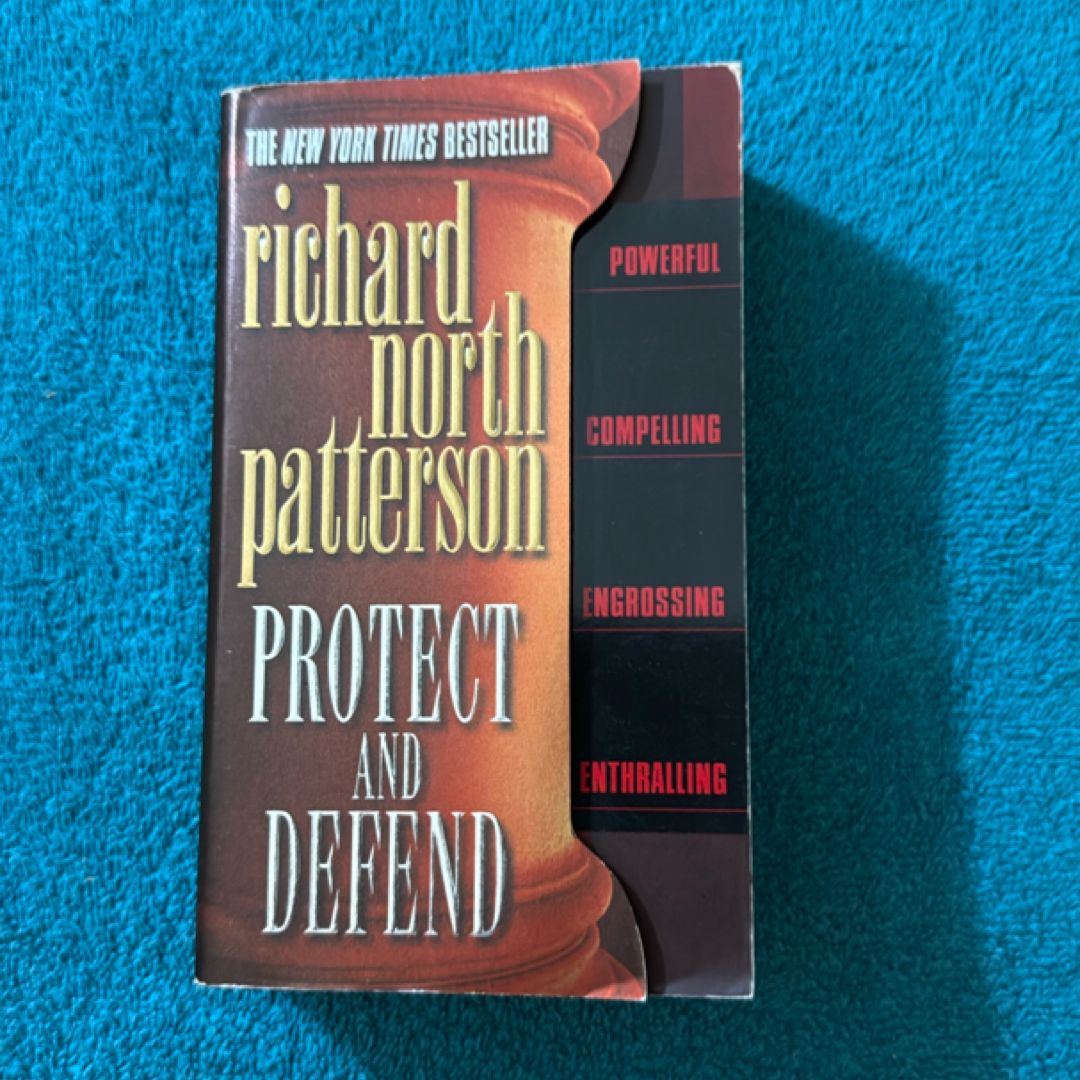 THE NEW YORK TIMES BESTSELLER
richard
north
patterson
PROTECT
AND
DEFEND
POWERFUL
COMPELLING
ENGROSSING
ENTHRALLING